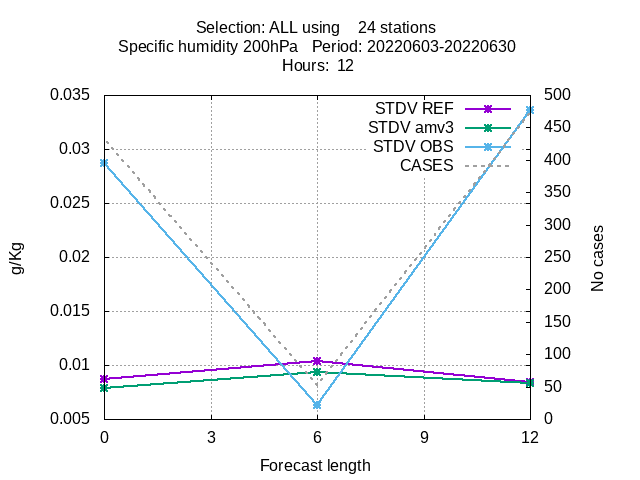 Selection: ALL using    24 stations
Specific humidity 200hPa   Period: 20220603-20220630
Hours:  12
0.035
0.03
0.025
0.02
0.015
0.01
0.005
g/Kg
STDV REF
STDV amv3
STDV OBS
CASES
500
450
400
350
300
250
200
150
100
50
0
No cases
0 3 6 9 12
Forecast length